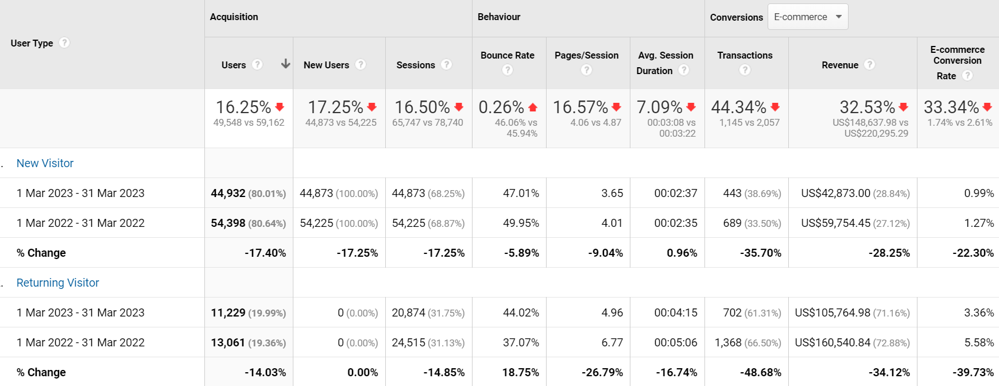 Acquisition Behaviour Conversions E-commerce
User Type ?
Users ? New Users ? Sessions ? Bounce Rate ? Pages/Session ? Avg. Session Duration ? Transactions ? Revenue ? E-commerce Conversion Rate ?
16.25% 17.25% 16.50% 0.26% 16.57% 7.09% 44.34% 32.53% 33.34%
49,548 vs 59,162 44,873 vs 54,225 65,747 vs 78,740 46.06% vs 45.94% 4.06 vs 4.87 00:03:08 vs 00:03:22 1,145 vs 2,057 US$148,637.98 vs US$220,295.29 1.74% vs 2.61%
. New Visitor
1 Mar 2023 - 31 Mar 2023 44,932 (80.01%) 44,873 (100.00%) 44,873 (68.25%) 47.01% 3.65 00:02:37 443 (38.69%) US$42,873.00 (28.84%) 0.99%
1 Mar 2022 - 31 Mar 2022 54,398 (80.64%) 54,225 (100.00%) 54,225 (68.87%) 49.95% 4.01 00:02:35 689 (33.50%) US$59,754.45 (27.12%) 1.27%
% Change -17.40% -17.25% -17.25% -5.89% -9.04% 0.96% -35.70% -28.25% -22.30%
. Returning Visitor
1 Mar 2023 - 31 Mar 2023 11,229 (19.99%) 0 (0.00%) 20,874 (31.75%) 44.02% 4.96 00:04:15 702 (61.31%) US$105,764.98 (71.16%) 3.36%
1 Mar 2022 - 31 Mar 2022 13,061 (19.36%) 0 (0.00%) 24,515 (31.13%) 37.07% 6.77 00:05:06 1,368 (66.50%) US$160,540.84 (72.88%) 5.58%
% Change -14.03% 0.00% -14.85% 18.75% -26.79% -16.74% -48.68% -34.12% -39.73%